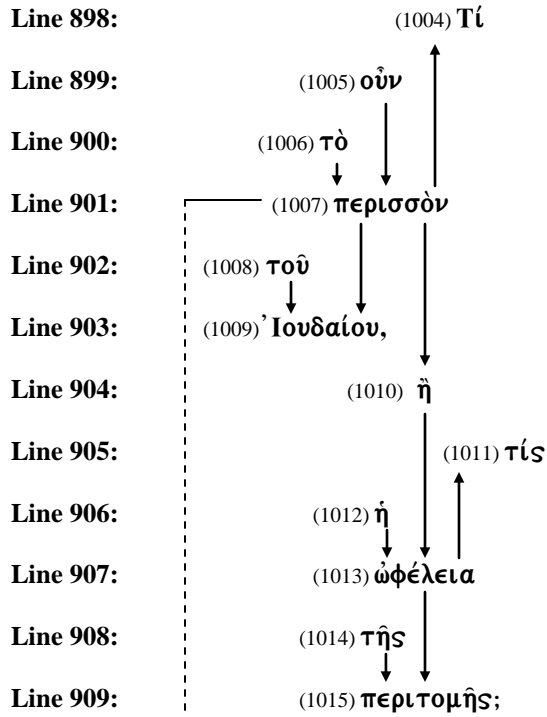 Line 898: (1004) Τί
Line 899: (1005) οὖν
Line 900: (1006) τὸ
Line 901: (1007) περισσὸν
Line 902: (1008) τοῦ
Line 903: (1009) Ἰουδαίου,
Line 904: (1010) ἢ
Line 905: (1011) τίς
Line 906: (1012) ἡ
Line 907: (1013) ὠφέλεια
Line 908: (1014) τῆς
Line 909: (1015) περιτομῆς;